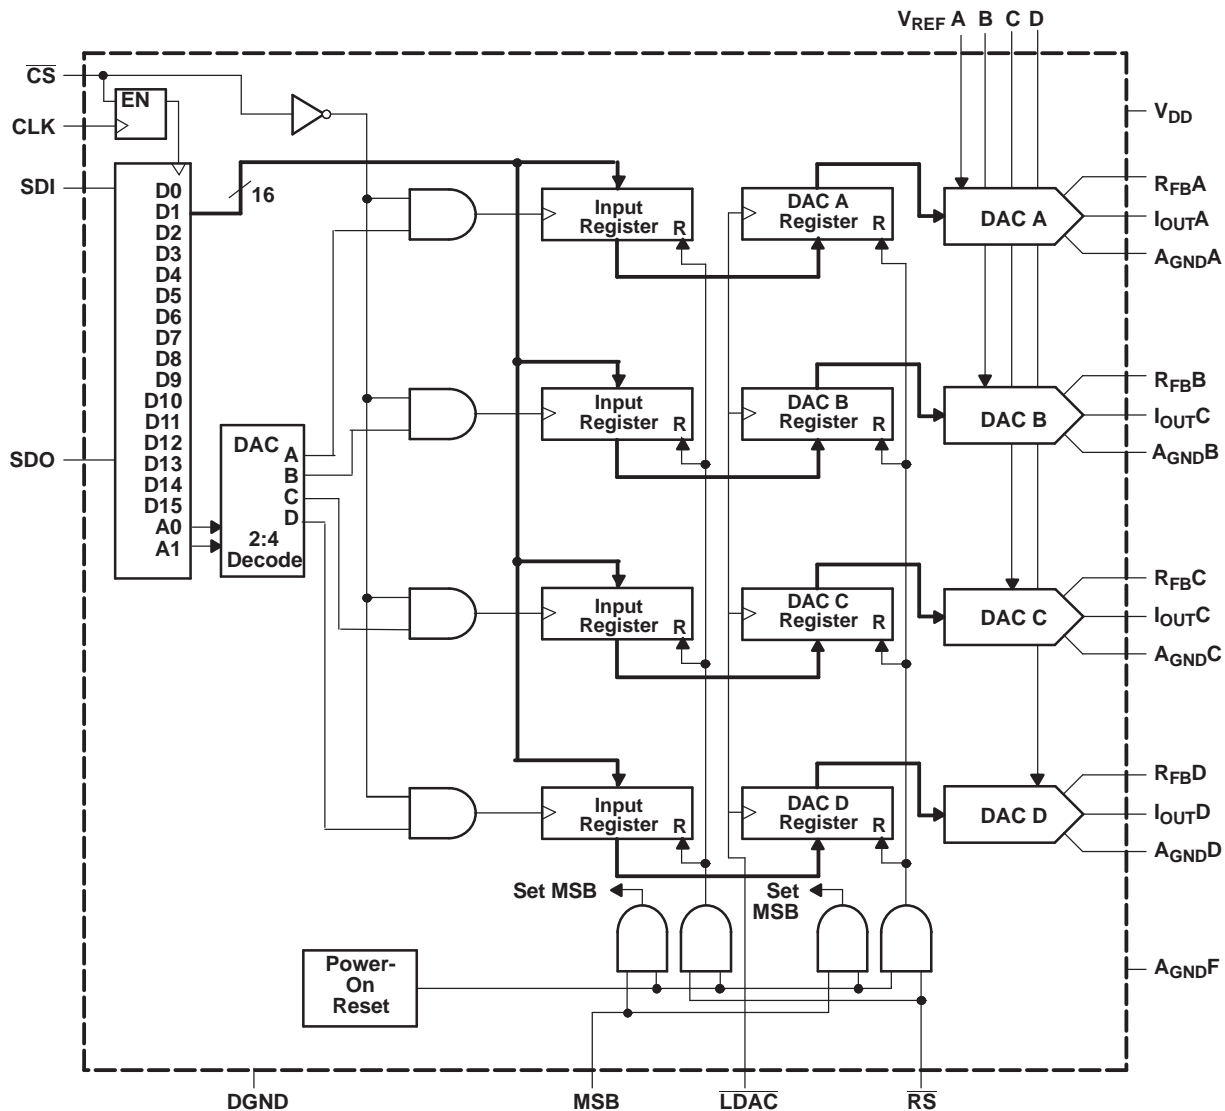 VREF A B C D
CS
EN
CLK
VDD
SDI
16
D0
D1
D2
D3
D4
D5
D6
D7
D8
D9
D10
D11
D12
D13
D14
D15
A0
A1
SDO
DAC
A
B
C
D
2:4
Decode
Input
Register
R
DAC A
Register
R
DAC A
RFBA
IOUTA
AGNDA
Input
Register
R
DAC B
Register
R
DAC B
RFBB
IOUTC
AGNDB
Input
Register
R
DAC C
Register
R
DAC C
RFBC
IOUTC
AGNDC
Input
Register
R
DAC D
Register
R
DAC D
RFBD
IOUTD
AGNDD
Set MSB
Set
MSB
Power-
On
Reset
AGNDF
DGND
MSB
LDAC
RS